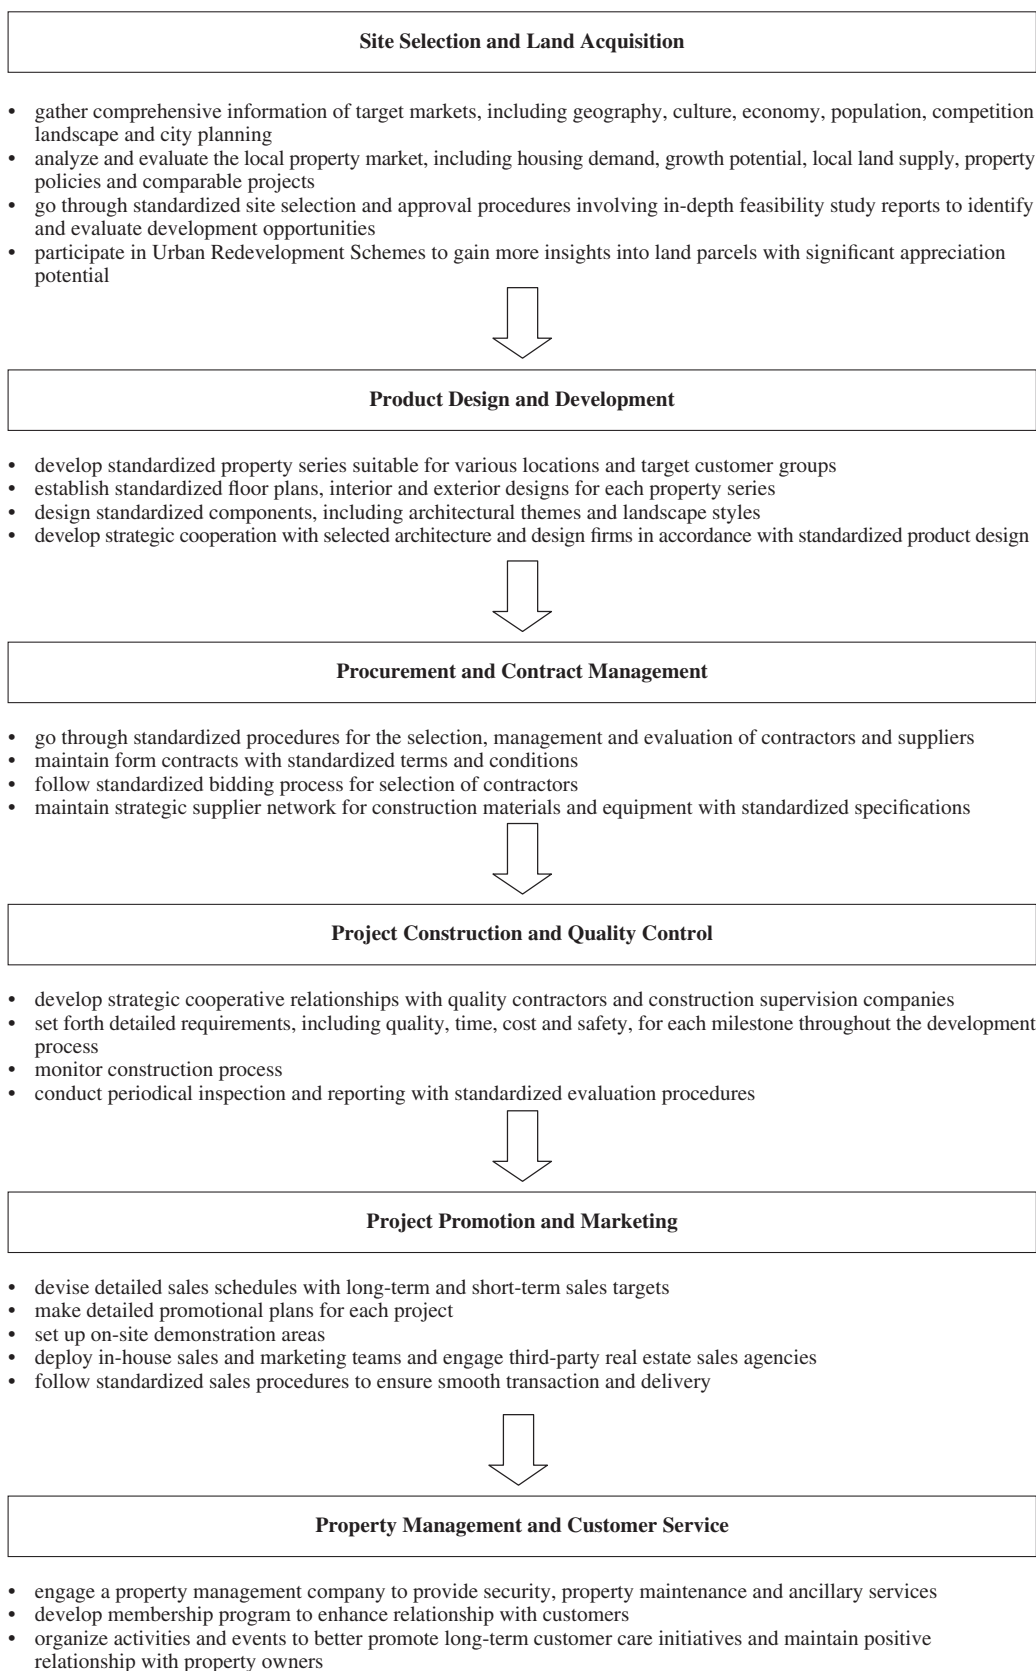 Site Selection and Land Acquisition
• gather comprehensive information of target markets, including geography, culture, economy, population, competition
landscape and city planning
• analyze and evaluate the local property market, including housing demand, growth potential, local land supply, property
policies and comparable projects
• go through standardized site selection and approval procedures involving in-depth feasibility study reports to identify
and evaluate development opportunities
• participate in Urban Redevelopment Schemes to gain more insights into land parcels with significant appreciation
potential
Product Design and Development
• develop standardized property series suitable for various locations and target customer groups
• establish standardized floor plans, interior and exterior designs for each property series
• design standardized components, including architectural themes and landscape styles
• develop strategic cooperation with selected architecture and design firms in accordance with standardized product design
Procurement and Contract Management
• go through standardized procedures for the selection, management and evaluation of contractors and suppliers
• maintain form contracts with standardized terms and conditions
• follow standardized bidding process for selection of contractors
• maintain strategic supplier network for construction materials and equipment with standardized specifications
Project Construction and Quality Control
• develop strategic cooperative relationships with quality contractors and construction supervision companies
• set forth detailed requirements, including quality, time, cost and safety, for each milestone throughout the development
process
• monitor construction process
• conduct periodical inspection and reporting with standardized evaluation procedures
Project Promotion and Marketing
• devise detailed sales schedules with long-term and short-term sales targets
• make detailed promotional plans for each project
• set up on-site demonstration areas
• deploy in-house sales and marketing teams and engage third-party real estate sales agencies
• follow standardized sales procedures to ensure smooth transaction and delivery
Property Management and Customer Service
• engage a property management company to provide security, property maintenance and ancillary services
• develop membership program to enhance relationship with customers
• organize activities and events to better promote long-term customer care initiatives and maintain positive
relationship with property owners